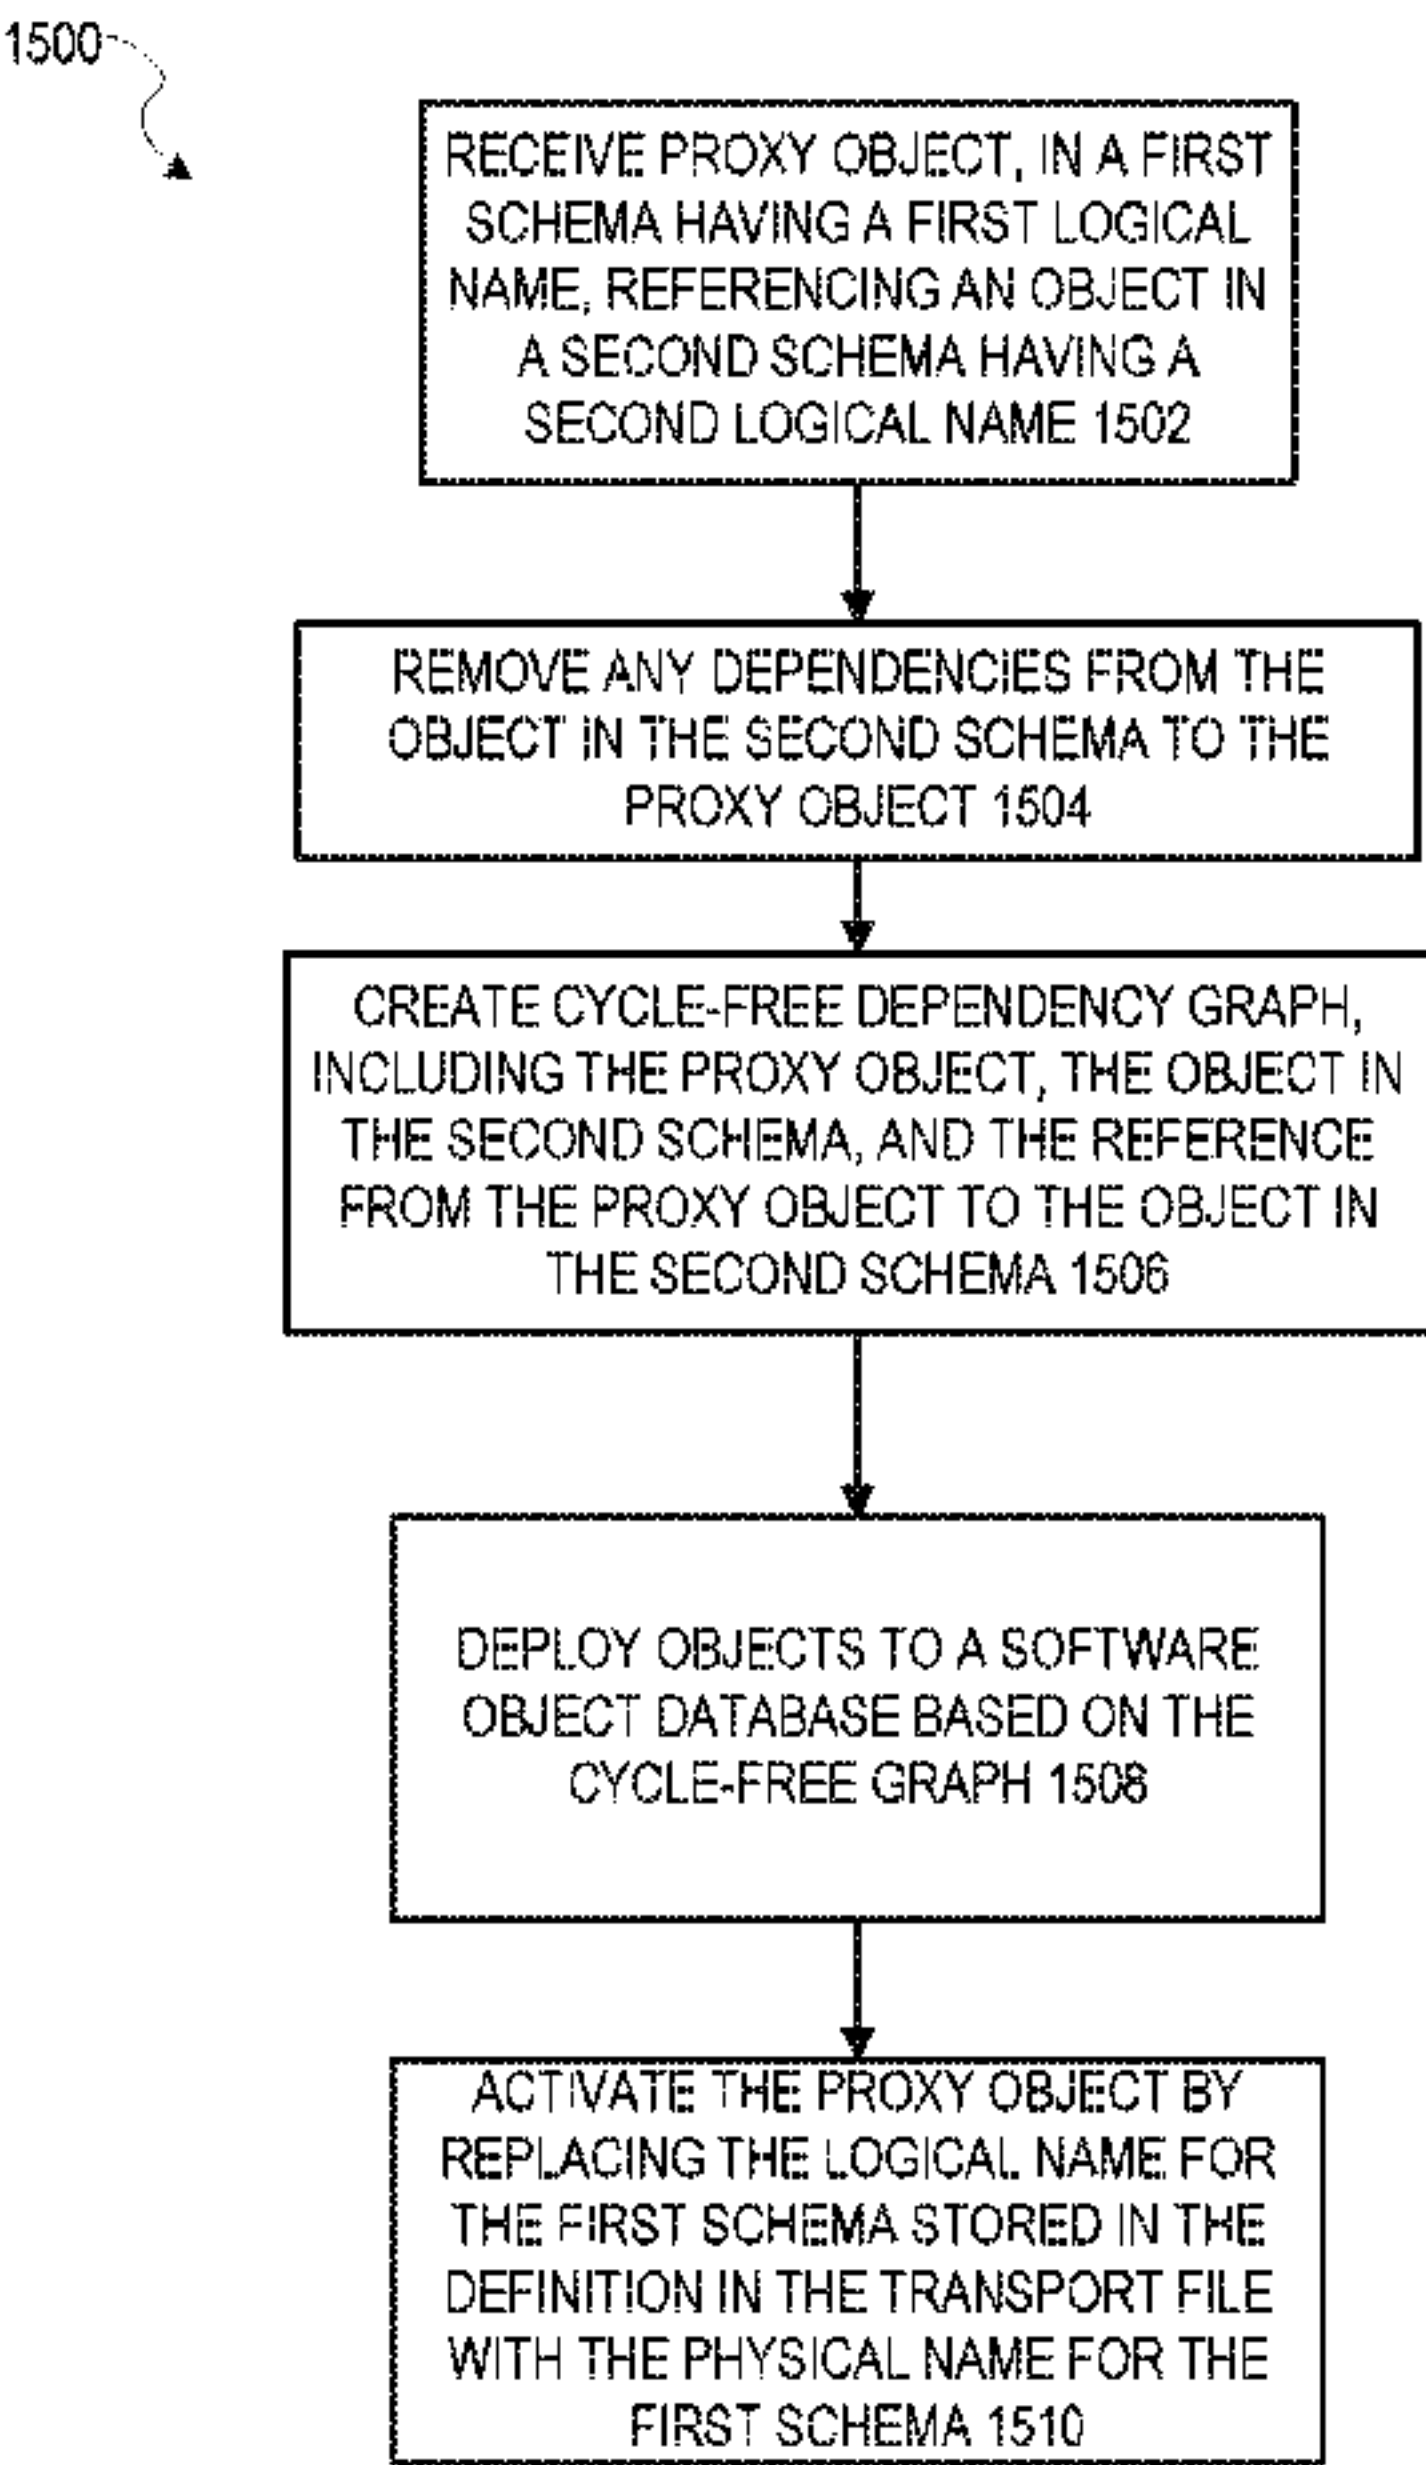 1500
RECEIVE PROXY OBJECT, IN A FIRST
SCHEMA HAVING A FIRST LOGICAL
NAME, REFERENCING AN OBJECT IN
A SECOND SCHEMA HAVING A
SECOND LOGICAL NAME 1502
REMOVE ANY DEPENDENCIES FROM THE
OBJECT IN THE SECOND SCHEMA TO THE
PROXY OBJECT 1504
CREATE CYCLE-FREE DEPENDENCY GRAPH,
INCLUDING THE PROXY OBJECT, THE OBJECT IN
THE SECOND SCHEMA, AND THE REFERENCE
FROM THE PROXY OBJECT TO THE OBJECT IN
THE SECOND SCHEMA 1506
DEPLOY OBJECTS TO A SOFTWARE
OBJECT DATABASE BASED ON THE
CYCLE-FREE GRAPH 1508
ACTIVATE THE PROXY OBJECT BY
REPLACING THE LOGICAL NAME FOR
THE FIRST SCHEMA STORED IN THE
DEFINITION IN THE TRANSPORT FILE
WITH THE PHYSICAL NAME FOR THE
FIRST SCHEMA 1510